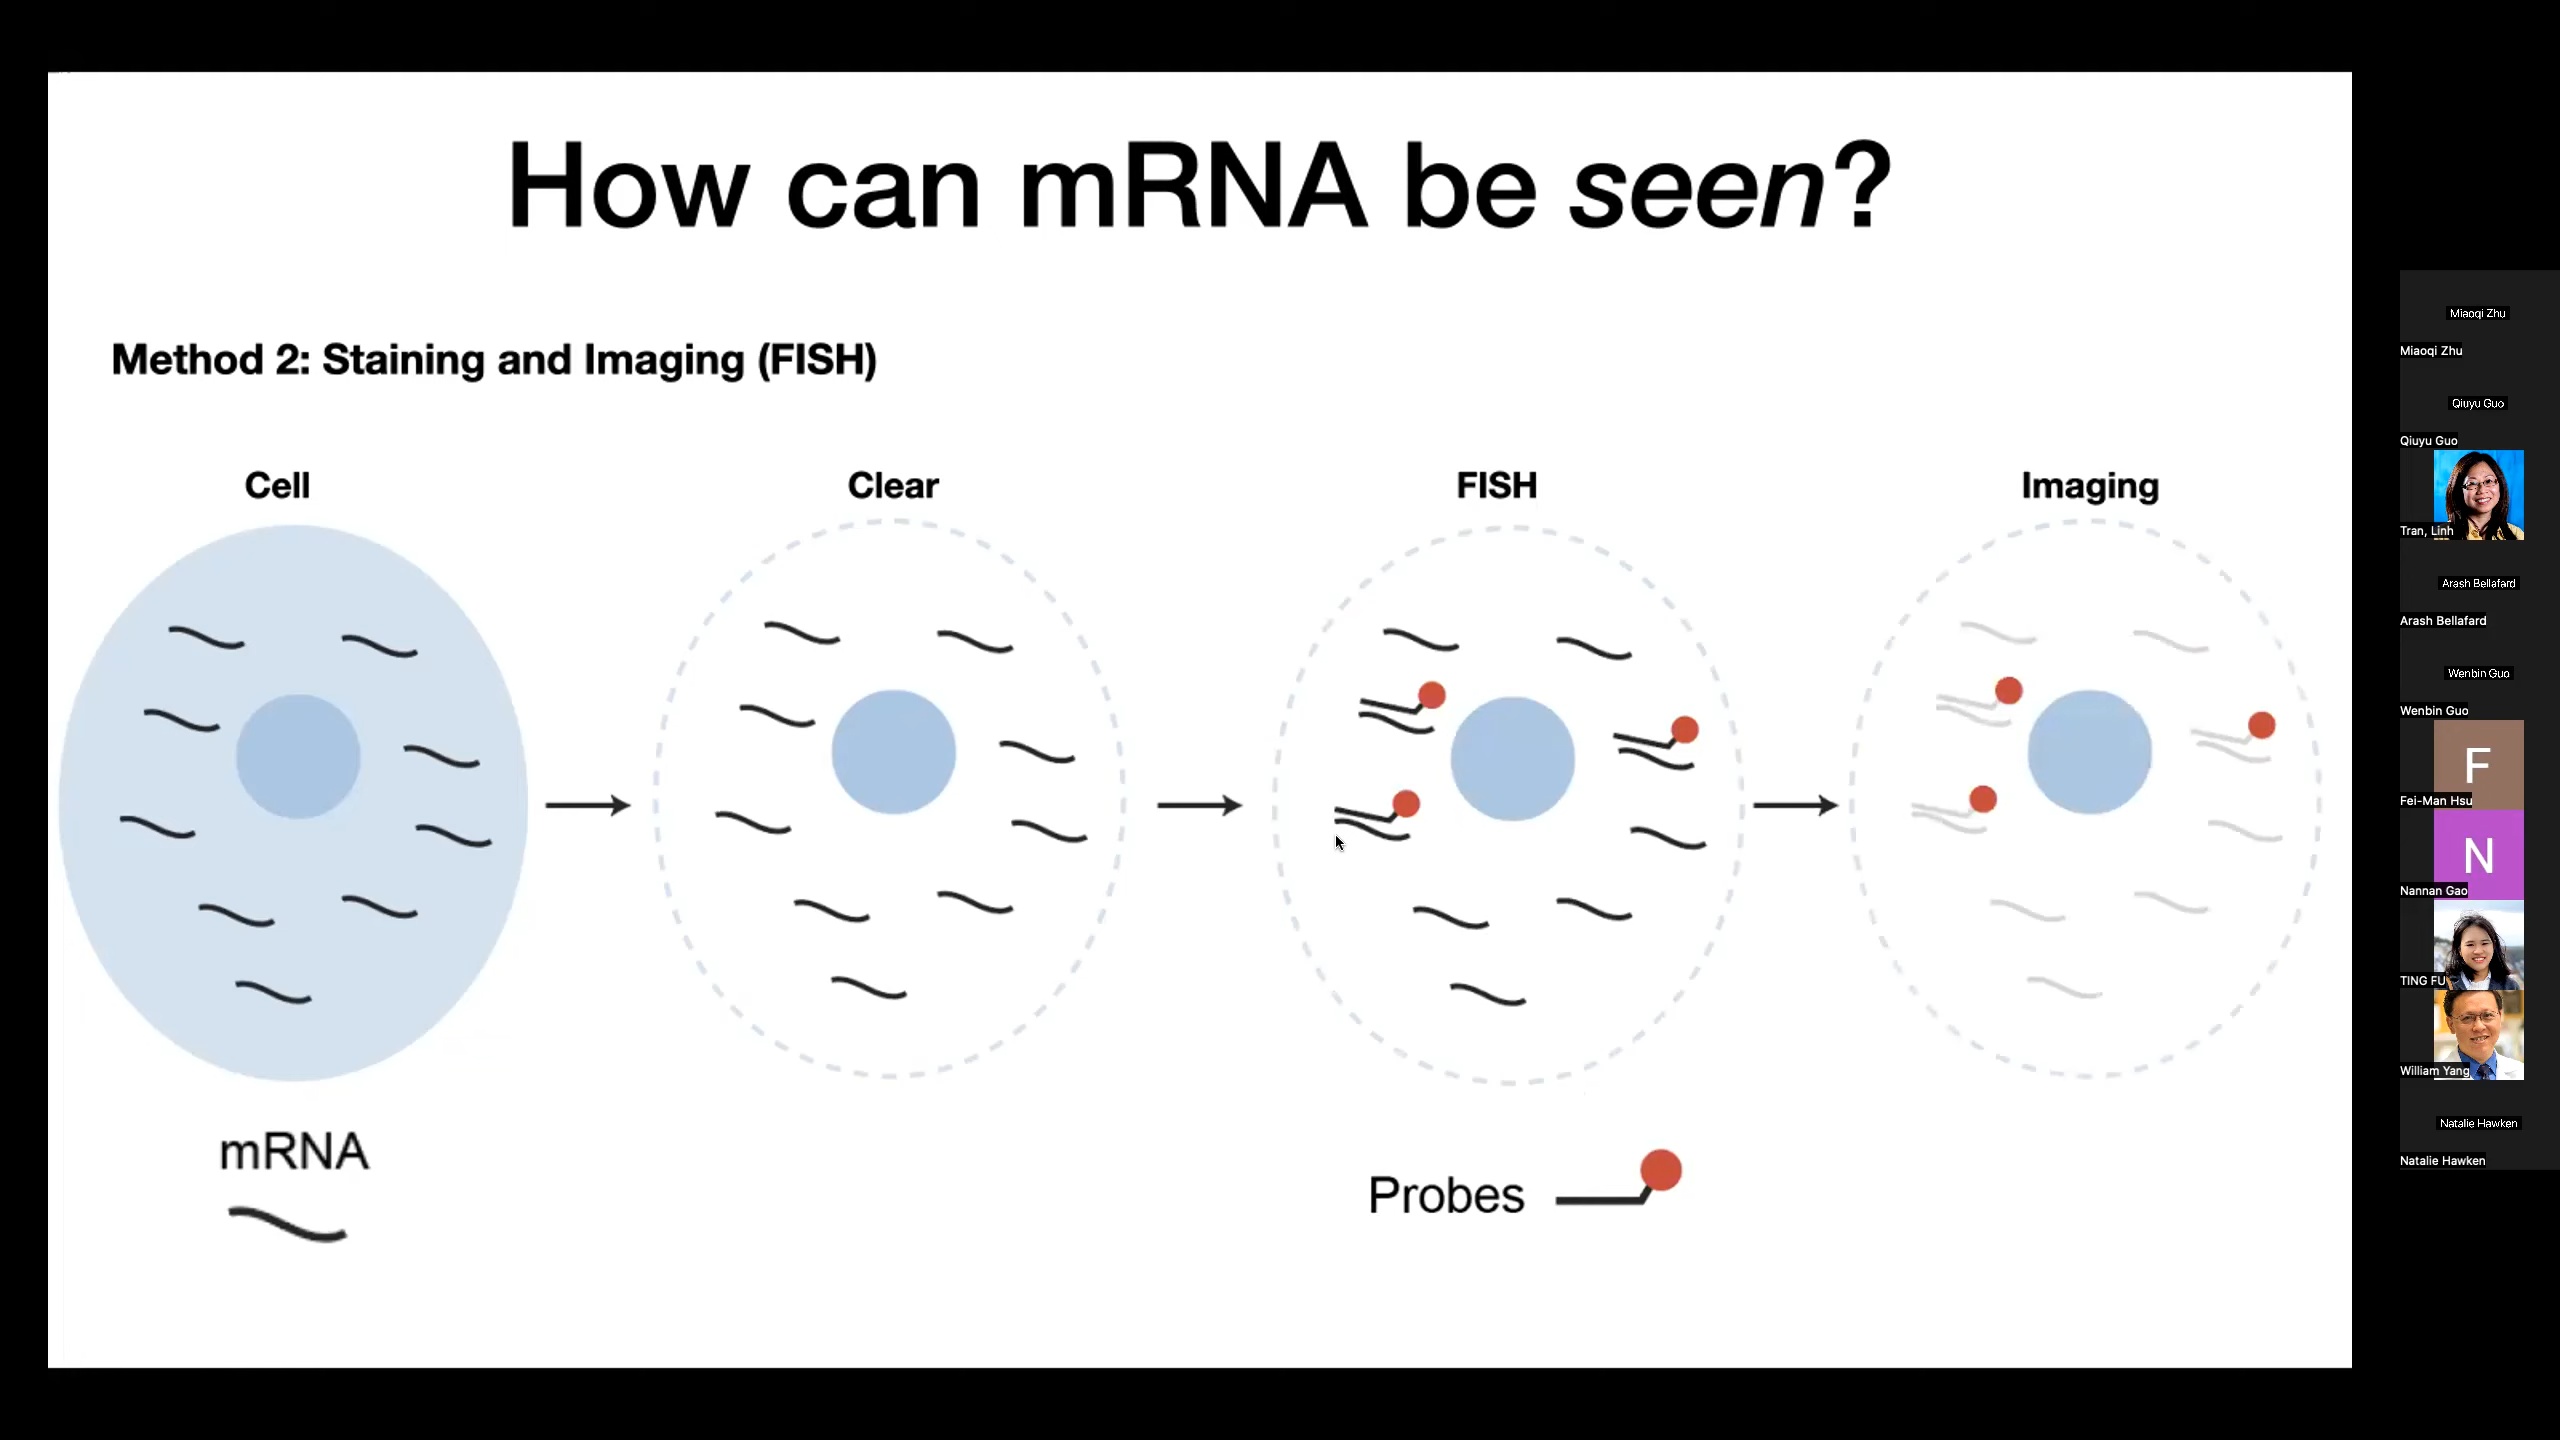 How can mRNA be seen?
Method 2: Staining and Imaging (FISH)
Cell
Clear
FISH
Imaging
mRNA
Probes
Miaoqi Zhu
Miaoqi Zhu
Qiuyu Guo
Qiuyu Guo
Tran, Linh
Arash Bellafard
Arash Bellafard
Wenbin Guo
Wenbin Guo
F
Fei-Man Hsu
N
Nannan Gao
TING FU
William Yang
Natalie Hawken
Natalie Hawken